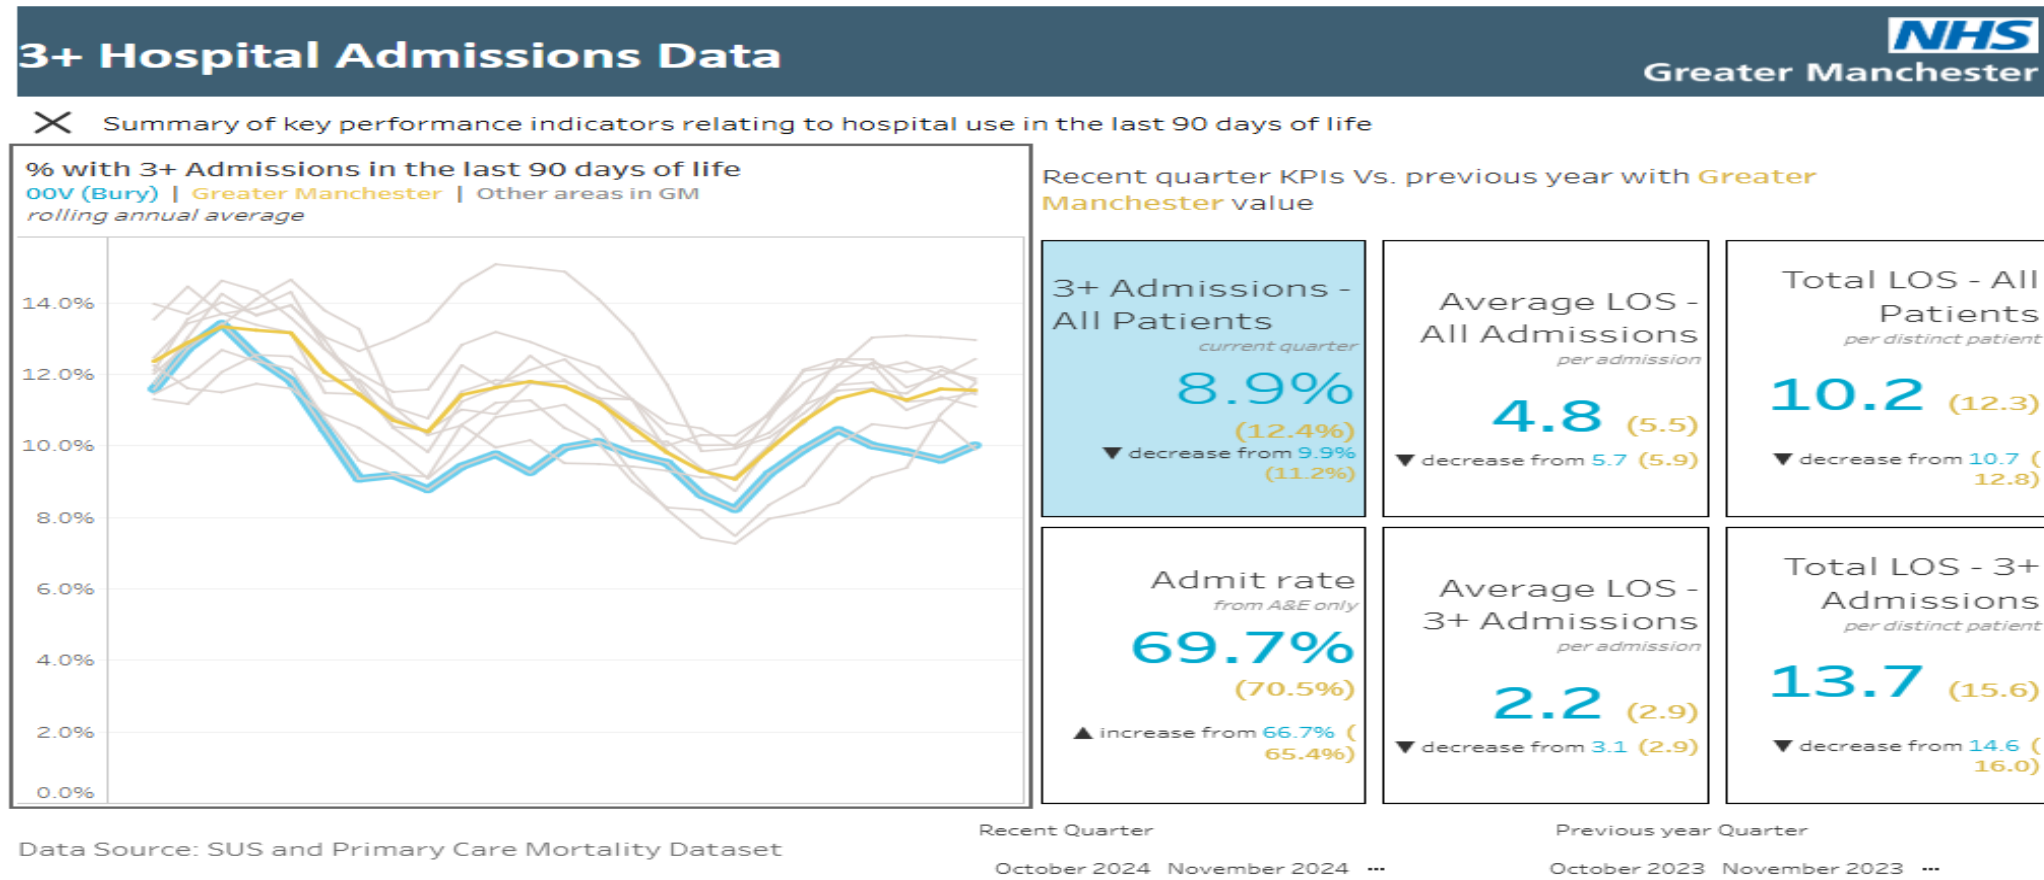 3+ Hospital Admissions Data
NHS
Greater Manchester
Summary of key performance indicators relating to hospital use in the last 90 days of life
% with 3+ Admissions in the last 90 days of life
00V (Bury) | Greater Manchester | Other areas in GM
rolling annual average
14.0%
12.0%
10.0%
8.0%
6.0%
4.0%
2.0%
0.0%
Recent quarter KPIs Vs. previous year with Greater
Manchester value
3+ Admissions -
All Patients
current quarter
8.9%
(12.4%)
▼ decrease from 9.9%
(11.2%)
Average LOS -
All Admissions
per admission
4.8 (5.5)
▼ decrease from 5.7 (5.9)
Total LOS - All
Patients
per distinct patient
10.2 (12.3)
▼ decrease from 10.7 (
12.8)
Admit rate
from A&E only
69.7%
(70.5%)
▲ increase from 66.7% (
65.4%)
Average LOS -
3+ Admissions
per admission
2.2 (2.9)
▼ decrease from 3.1 (2.9)
Total LOS - 3+
Admissions
per distinct patient
13.7 (15.6)
▼ decrease from 14.6 (
16.0)
Data Source: SUS and Primary Care Mortality Dataset
Recent Quarter
October 2024 November 2024 ...
Previous year Quarter
October 2023 November 2023 ...